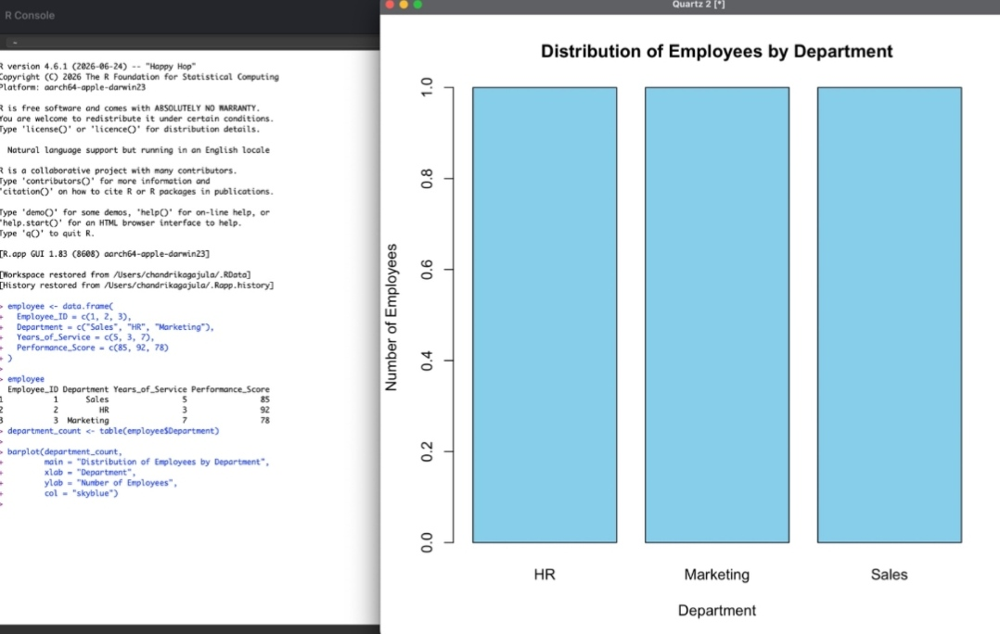 R Console
R version 4.6.1 (2026-06-24) -- "Happy Hop"
Copyright (C) 2026 The R Foundation for Statistical Computing
Platform: aarch64-apple-darwin23
R is free software and comes with ABSOLUTELY NO WARRANTY.
You are welcome to redistribute it under certain conditions.
Type 'license()' or 'licence()' for distribution details.
Natural language support but running in an English locale
R is a collaborative project with many contributors.
Type 'contributors()' for more information and
'citation()' on how to cite R or R packages in publications.
Type 'demo()' for some demos, 'help()' for on-line help, or
'help.start()' for an HTML browser interface to help.
Type 'q()' to quit R.
[R.app GUI 1.83 (8608) aarch64-apple-darwin23]
[Workspace restored from /Users/chandrikagajula/.RData]
[History restored from /Users/chandrikagajula/.Rapp.history]
> employee <- data.frame(
+   Employee_ID = c(1, 2, 3),
+   Department = c("Sales", "HR", "Marketing"),
+   Years_of_Service = c(5, 3, 7),
+   Performance_Score = c(85, 92, 78)
+ )
>
> employee
  Employee_ID Department Years_of_Service Performance_Score
1           1      Sales                5                85
2           2         HR                3                92
3           3  Marketing                7                78
> department_count <- table(employee$Department)
>
> barplot(department_count,
+         main = "Distribution of Employees by Department",
+         xlab = "Department",
+         ylab = "Number of Employees",
+         col = "skyblue")
>
Quartz 2 [*]
Distribution of Employees by Department
Number of Employees
1.0
0.8
0.6
0.4
0.2
0.0
HR Marketing Sales
Department